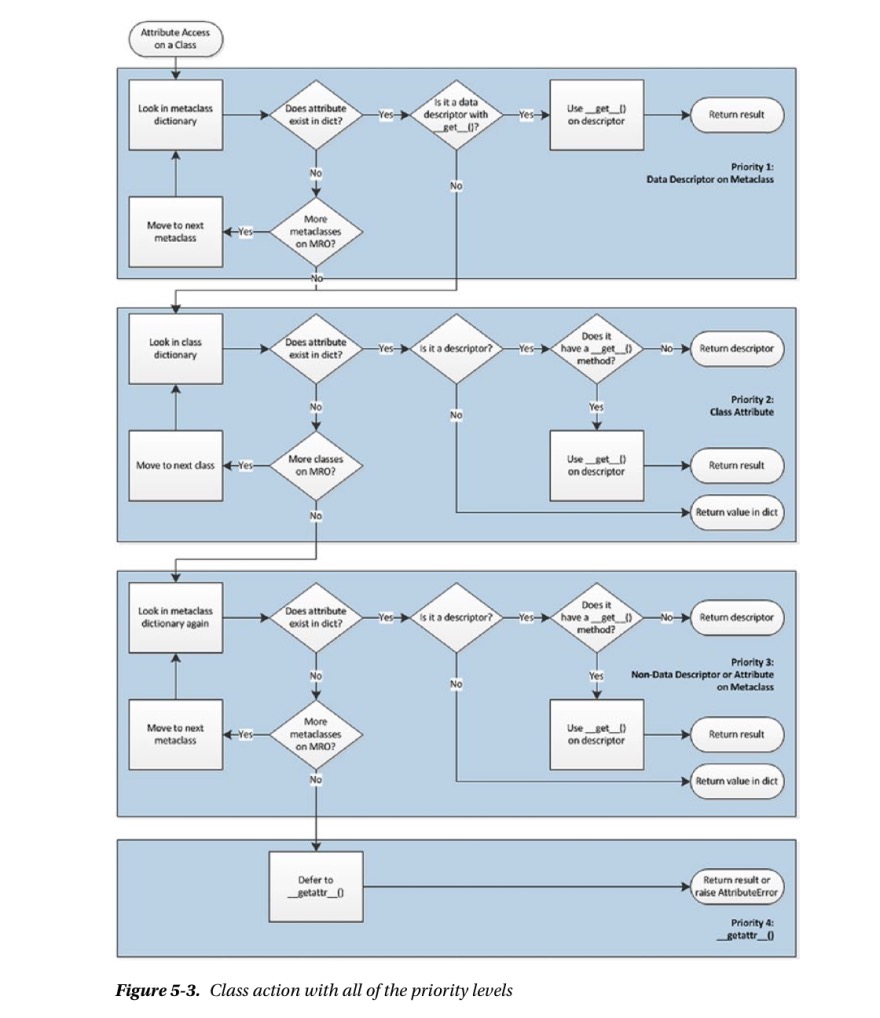 Attribute Access
on a Class
Look in metaclass
dictionary
Does attribute
exist in dict?
Yes
Is it a data
descriptor with
__get__()?
Yes
Use __get__()
on descriptor
Return result
Priority 1:
Data Descriptor on Metaclass
No
No
Move to next
metaclass
Yes
More
metaclasses
on MRO?
No
Look in class
dictionary
Does attribute
exist in dict?
Yes
Is it a descriptor?
Yes
Does it
have a __get__()
method?
No
Return descriptor
Priority 2:
Class Attribute
No
No
Yes
Move to next class
Yes
More classes
on MRO?
Use __get__()
on descriptor
Return result
No
Return value in dict
Look in metaclass
dictionary again
Does attribute
exist in dict?
Yes
Is it a descriptor?
Yes
Does it
have a __get__()
method?
No
Return descriptor
Priority 3:
Non-Data Descriptor or Attribute
on Metaclass
No
No
Yes
Move to next
metaclass
Yes
More
metaclasses
on MRO?
Use __get__()
on descriptor
Return result
No
Return value in dict
Defer to
__getattr__()
Return result or
raise AttributeError
Priority 4:
__getattr__()
Figure 5-3. Class action with all of the priority levels